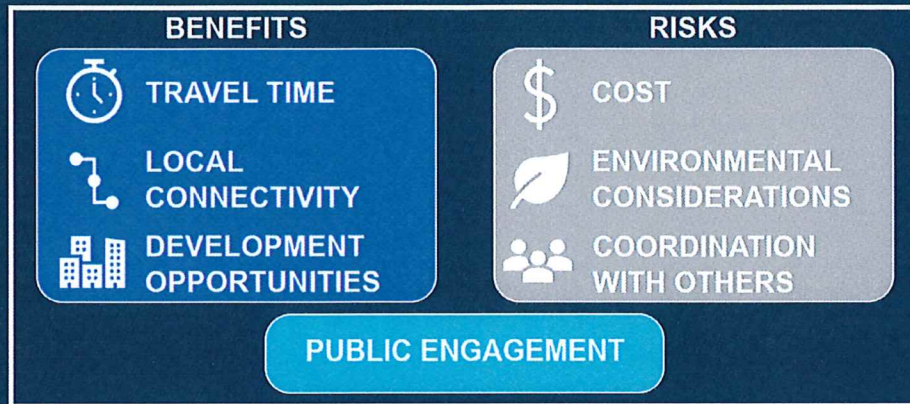 BENEFITS
TRAVEL TIME
LOCAL
CONNECTIVITY
DEVELOPMENT
OPPORTUNITIES
RISKS
$
COST
ENVIRONMENTAL
CONSIDERATIONS
COORDINATION
WITH OTHERS
PUBLIC ENGAGEMENT